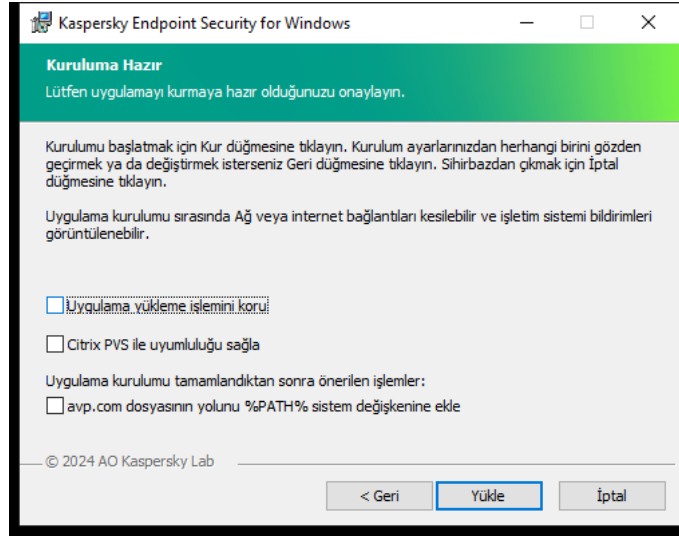 Kaspersky Endpoint Security for Windows
Kuruluma Hazır
Lütfen uygulamayı kurmaya hazır olduğunuzu onaylayın.
Kurulumu başlatmak için Kur düğmesine tıklayın. Kurulum ayarlarınızdan herhangi birini gözden
geçirmek ya da değiştirmek isterseniz Geri düğmesine tıklayın. Sihirbazdan çıkmak için İptal
düğmesine tıklayın.
Uygulama kurulumu sırasında Ağ veya internet bağlantıları kesilebilir ve işletim sistemi bildirimleri
görüntülenebilir.
Uygulama yükleme işlemini koru
Citrix PVS ile uyumluluğu sağla
Uygulama kurulumu tamamlandıktan sonra önerilen işlemler:
avp.com dosyasının yolunu %PATH% sistem değişkenine ekle
© 2024 AO Kaspersky Lab
< Geri Yükle İptal